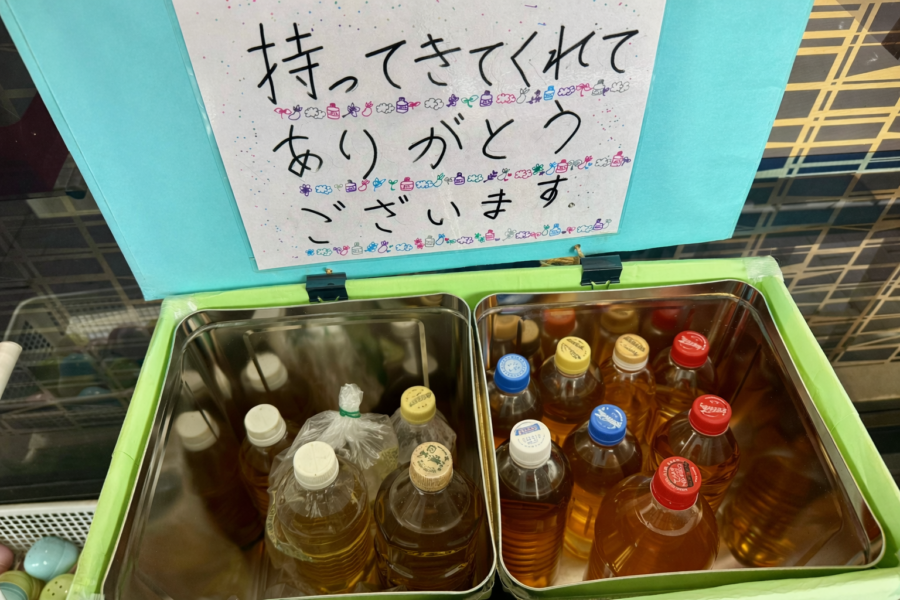 持ってきてくれて
ありがとう
ございます